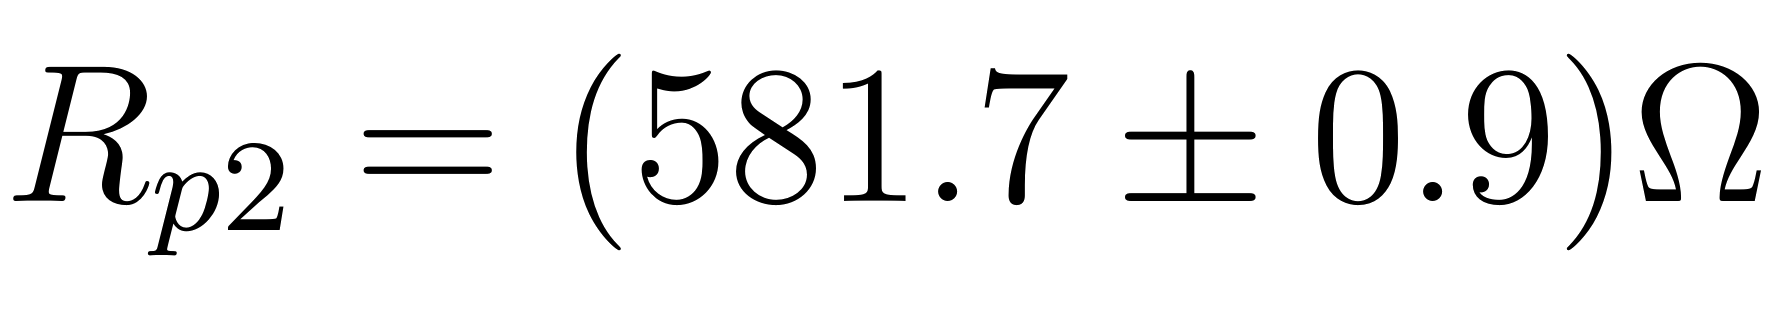 R_{p2} = (581.7 ± 0.9)Ω